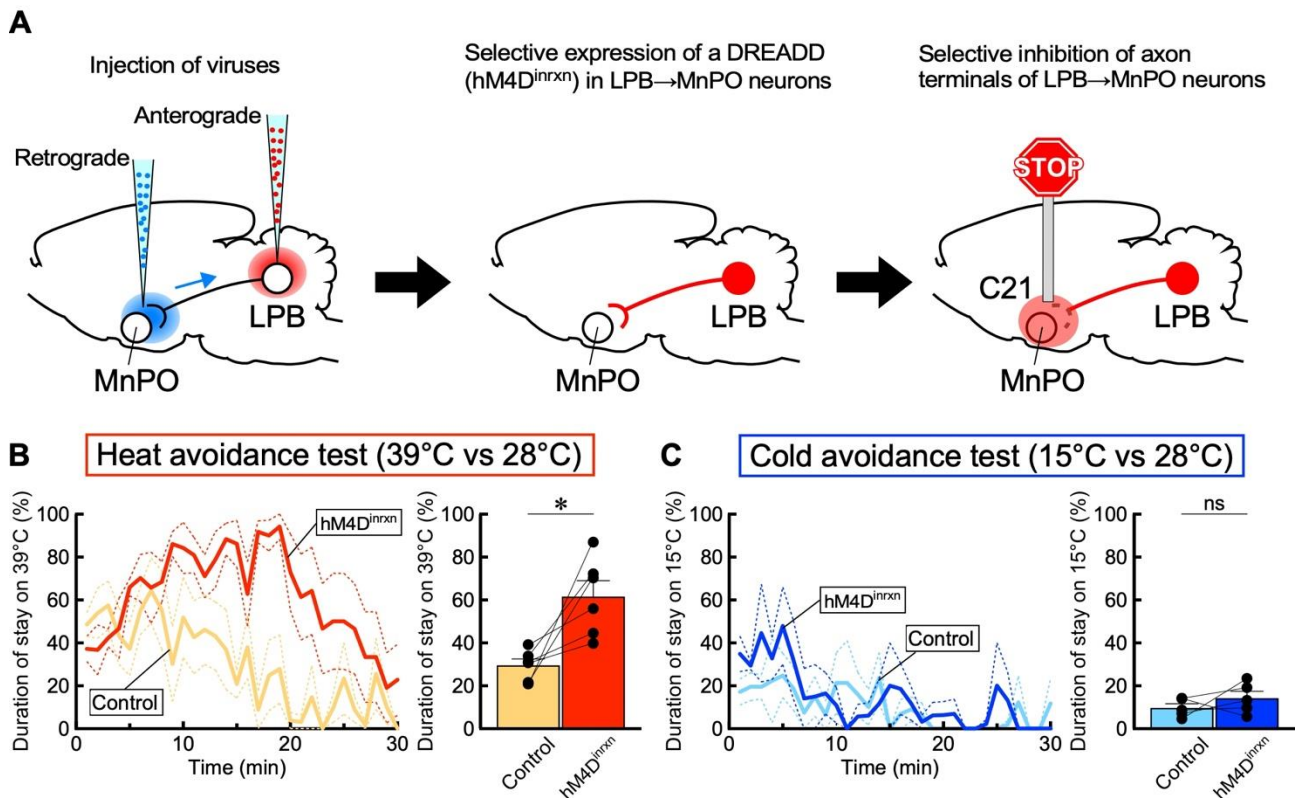 A
Injection of viruses
Anterograde
Retrograde
LPB
MnPO
Selective expression of a DREADD
(hM4Dinrxn) in LPB→MnPO neurons
LPB
MnPO
Selective inhibition of axon
terminals of LPB→MnPO neurons
STOP
C21
LPB
MnPO
B
Heat avoidance test (39°C vs 28°C)
Duration of stay on 39°C (%)
100
80
60
40
20
0
hM4Dinrxn
Control
0
10
20
30
Time (min)
Duration of stay on 39°C (%)
100
80
60
40
20
0
*
Control
hM4Dinrxn
C
Cold avoidance test (15°C vs 28°C)
Duration of stay on 15°C (%)
100
80
60
40
20
0
hM4Dinrxn
Control
0
10
20
30
Time (min)
Duration of stay on 15°C (%)
100
80
60
40
20
0
ns
Control
hM4Dinrxn